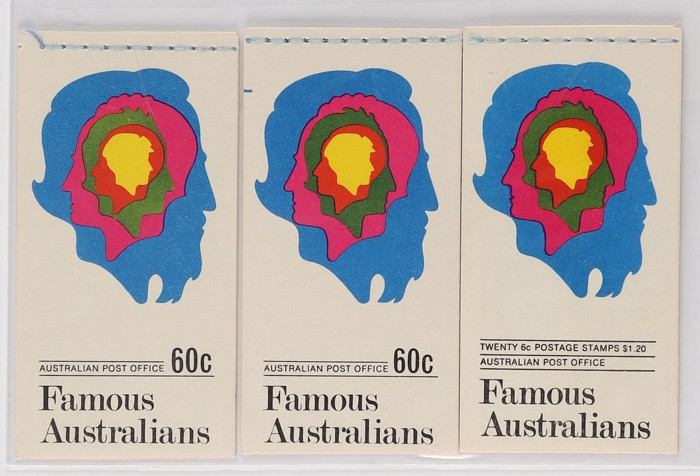 AUSTRALIAN POST OFFICE 60c
Famous
Australians
AUSTRALIAN POST OFFICE 60c
Famous
Australians
TWENTY 6c POSTAGE STAMPS $1.20
AUSTRALIAN POST OFFICE
Famous
Australians